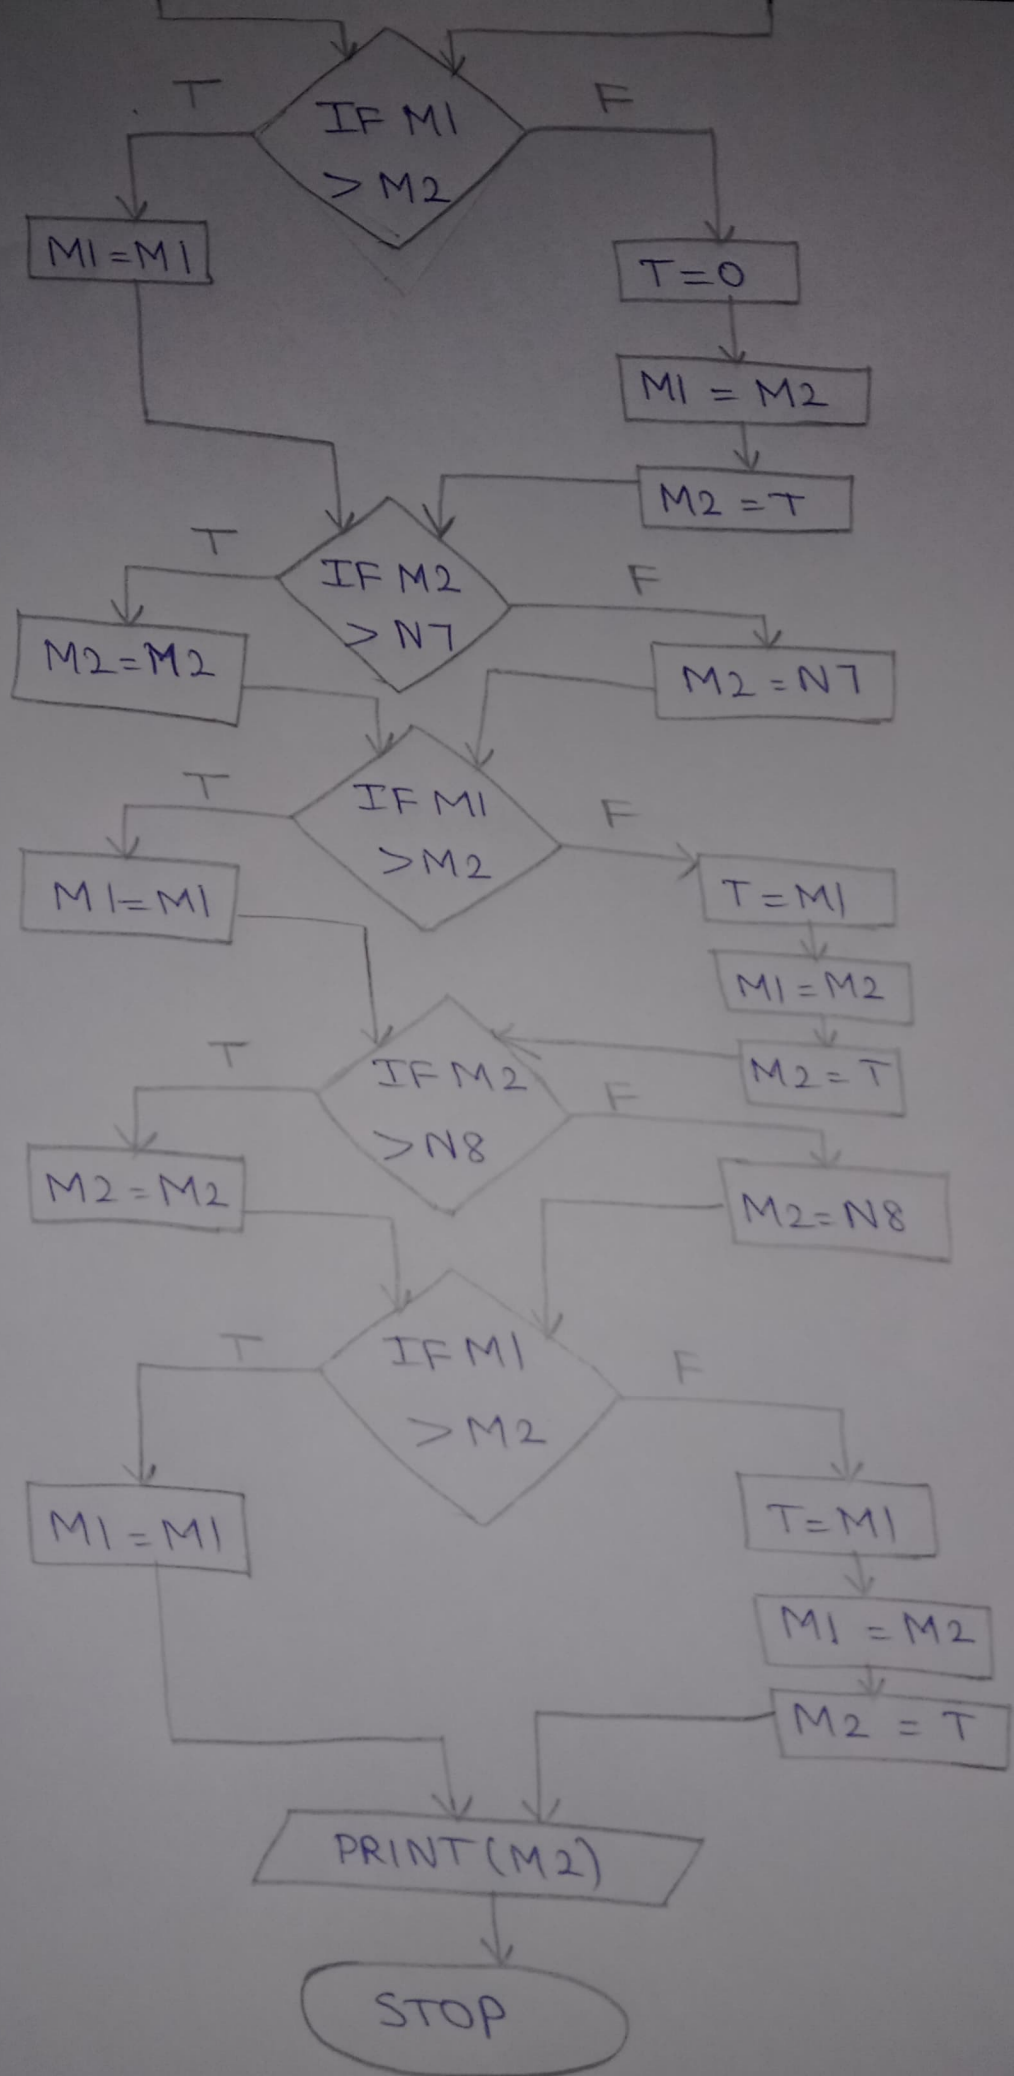 T
F
IF M1
> M2
M1=M1
T=0
M1 = M2
M2 = T
T
F
IF M2
> N7
M2=M2
M2=N7
T
F
IF M1
>M2
M1=M1
T=M1
M1=M2
M2=T
T
F
IF M2
>N8
M2=M2
M2=N8
T
F
IF M1
>M2
M1=M1
T=M1
M1 = M2
M2 = T
PRINT(M2)
STOP